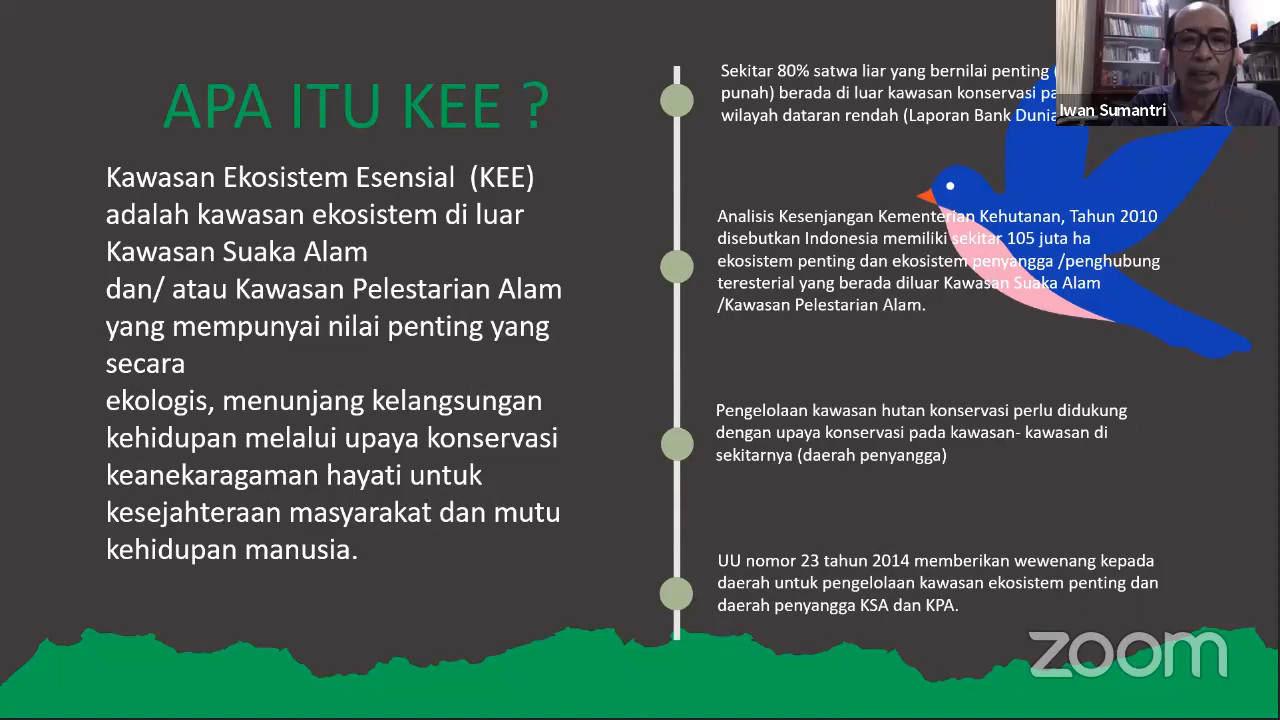 APA ITU KEE ?
Kawasan Ekosistem Esensial (KEE)
adalah kawasan ekosistem di luar
Kawasan Suaka Alam
dan/ atau Kawasan Pelestarian Alam
yang mempunyai nilai penting yang
secara
ekologis, menunjang kelangsungan
kehidupan melalui upaya konservasi
keanekaragaman hayati untuk
kesejahteraan masyarakat dan mutu
kehidupan manusia.
Sekitar 80% satwa liar yang bernilai penting (
punah) berada di luar kawasan konservasi
wilayah dataran rendah (Laporan Bank Dunia
Analisis Kesenjangan Kementerian Kehutanan, Tahun 2010
disebutkan Indonesia memiliki sekitar 105 juta ha
ekosistem penting dan ekosistem penyangga /penghubung
teresterial yang berada diluar Kawasan Suaka Alam
/Kawasan Pelestarian Alam.
Pengelolaan kawasan hutan konservasi perlu didukung
dengan upaya konservasi pada kawasan- kawasan di
sekitarnya (daerah penyangga)
UU nomor 23 tahun 2014 memberikan wewenang kepada
daerah untuk pengelolaan kawasan ekosistem penting dan
daerah penyangga KSA dan KPA.
Iwan Sumantri
zoom